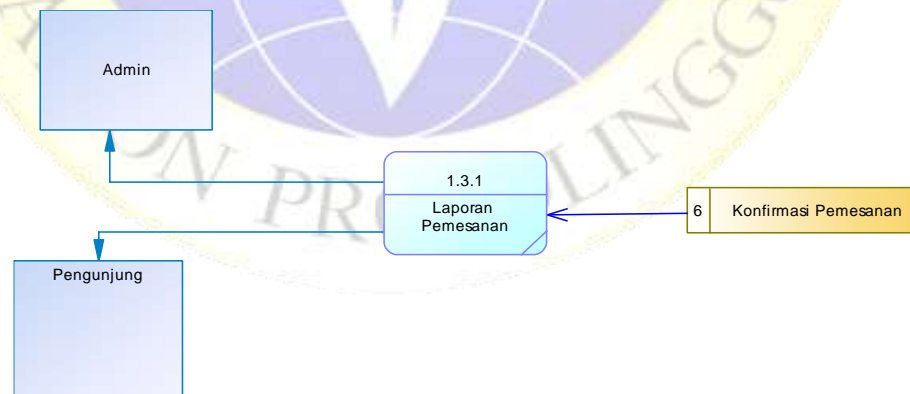 Admin
1.3.1
Laporan
Pemesanan
6 Konfirmasi Pemesanan
Pengunjung